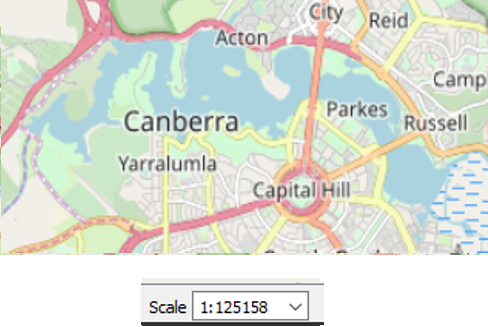 City
Reid
Acton
Camp
Canberra
Parkes
Russell
Yarralumla
Capital Hill
Scale 1:125158